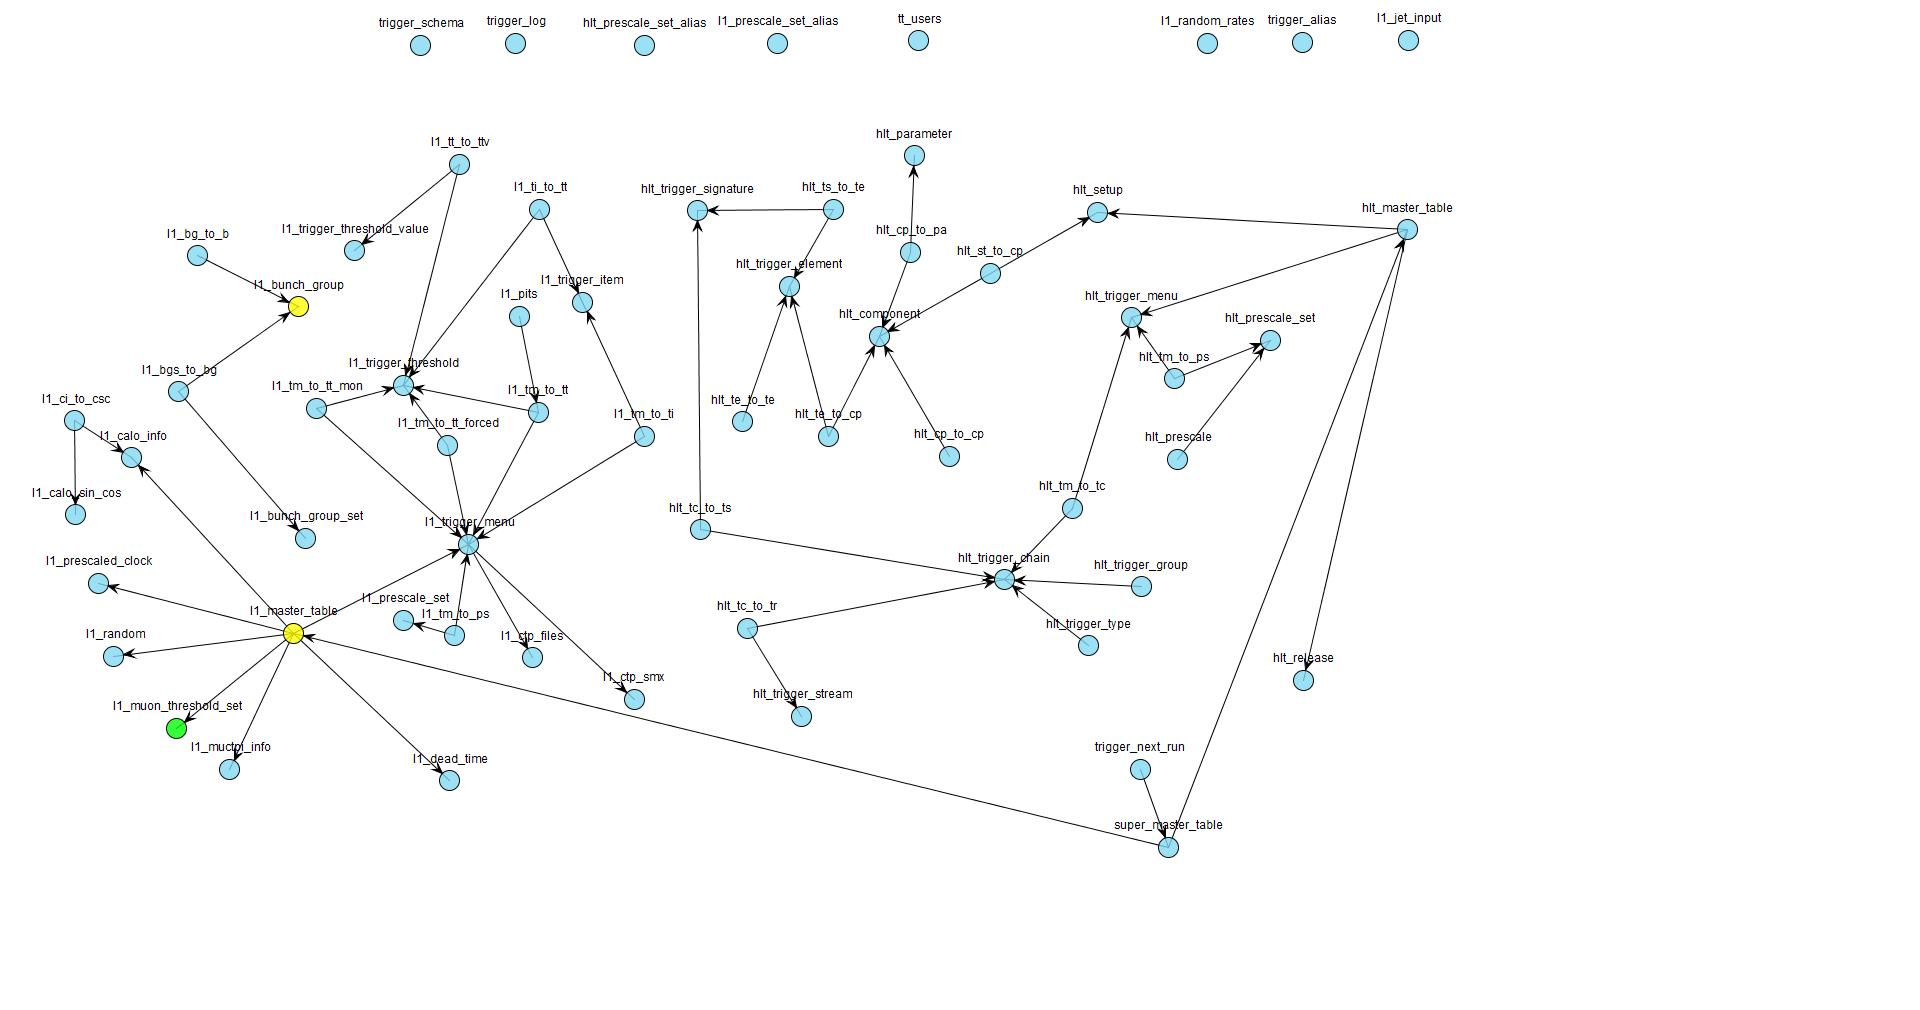 trigger_schema
trigger_log
hlt_prescale_set_alias
l1_prescale_set_alias
tt_users
l1_random_rates
trigger_alias
l1_jet_input
l1_tt_to_ttv
hlt_parameter
l1_ti_to_tt
hlt_trigger_signature
hlt_ts_to_te
hlt_setup
hlt_master_table
l1_bg_to_b
l1_trigger_threshold_value
hlt_cp_to_pa
hlt_st_to_cp
hlt_trigger_element
l1_bunch_group
l1_trigger_item
l1_pits
hlt_trigger_menu
hlt_component
hlt_prescale_set
l1_bgs_to_bg
l1_trigger_threshold
hlt_tm_to_ps
l1_tm_to_tt_mon
l1_tm_to_tt
l1_ci_to_csc
hlt_te_to_te
hlt_te_to_cp
l1_tm_to_ti
l1_tm_to_tt_forced
l1_calo_info
hlt_cp_to_cp
hlt_prescale
l1_calo_sin_cos
hlt_tm_to_tc
hlt_tc_to_ts
l1_bunch_group_set
l1_trigger_menu
l1_prescaled_clock
hlt_trigger_chain
hlt_trigger_group
l1_prescale_set
hlt_tc_to_tr
l1_master_table
l1_tm_to_ps
hlt_trigger_type
l1_random
l1_ctp_files
hlt_release
l1_ctp_smx
hlt_trigger_stream
l1_muon_threshold_set
l1_muctpi_info
trigger_next_run
l1_dead_time
super_master_table